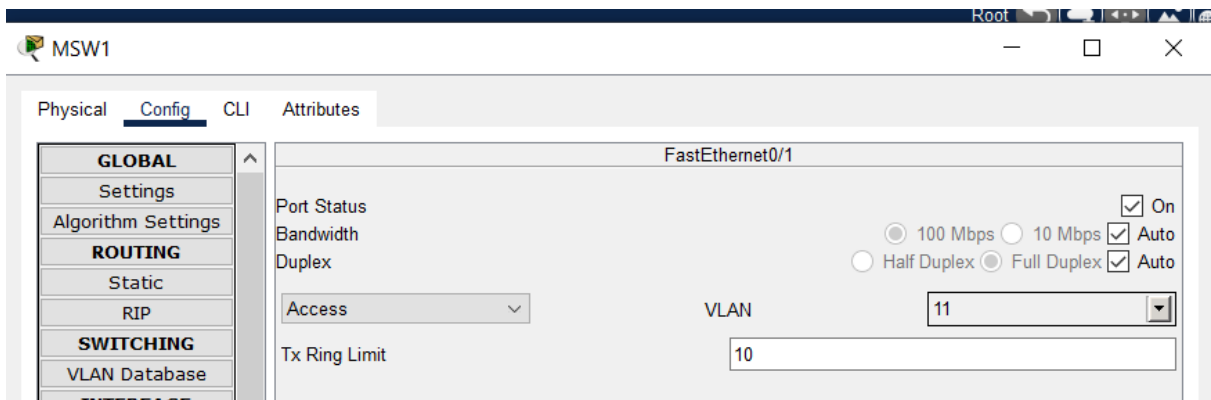 Root
MSW1
Physical Config CLI Attributes
GLOBAL
Settings
Algorithm Settings
ROUTING
Static
RIP
SWITCHING
VLAN Database
INTERFACE
FastEthernet0/1
Port Status On
Bandwidth 100 Mbps 10 Mbps Auto
Duplex Half Duplex Full Duplex Auto
Access VLAN 11
Tx Ring Limit 10